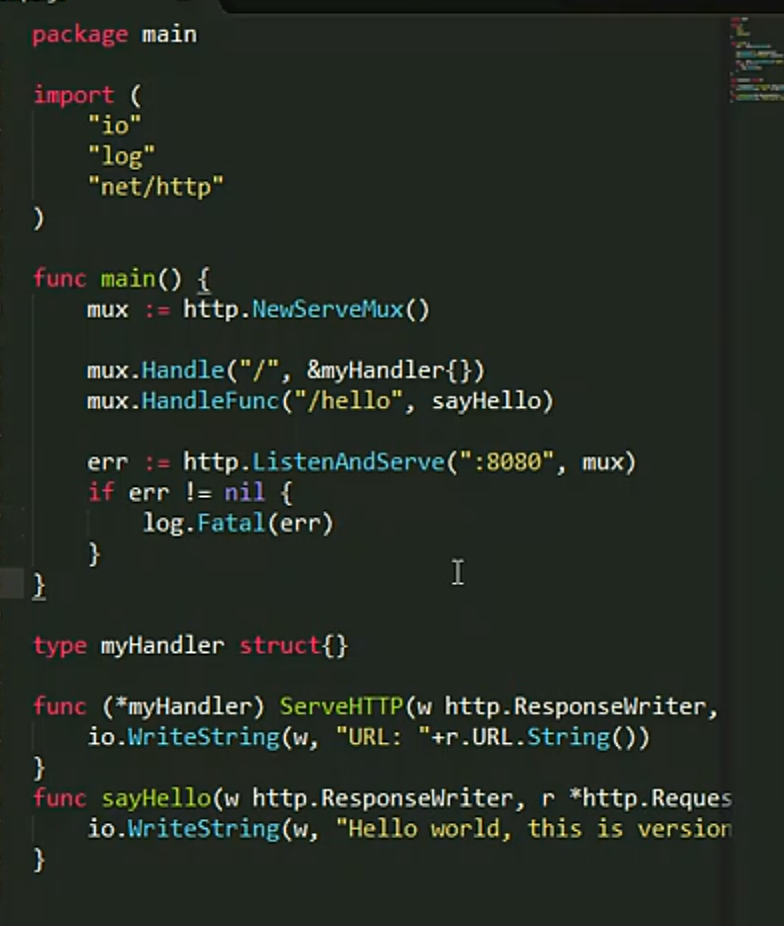 package main
import (
"io"
"log"
"net/http"
)
func main() {
mux := http.NewServeMux()
mux.Handle("/", &myHandler{})
mux.HandleFunc("/hello", sayHello)
err := http.ListenAndServe(":8080", mux)
if err != nil {
log.Fatal(err)
}
}
type myHandler struct{}
func (*myHandler) ServeHTTP(w http.ResponseWriter,
io.WriteString(w, "URL: "+r.URL.String())
}
func sayHello(w http.ResponseWriter, r *http.Reques
io.WriteString(w, "Hello world, this is version
}